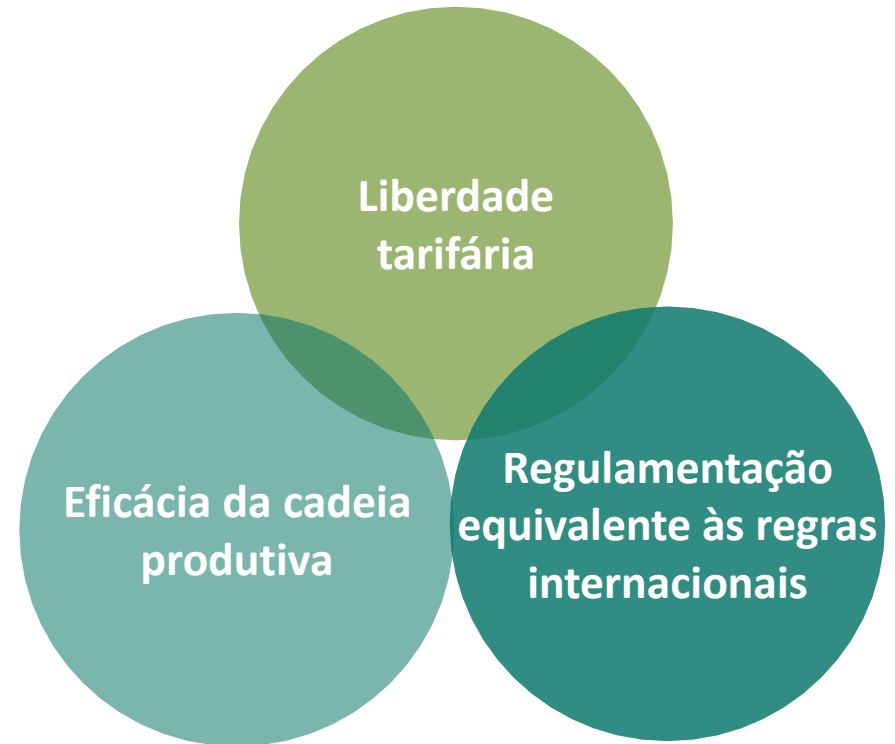 Liberdade
tarifária
Eficácia da cadeia
produtiva
Regulamentação
equivalente às regras
internacionais